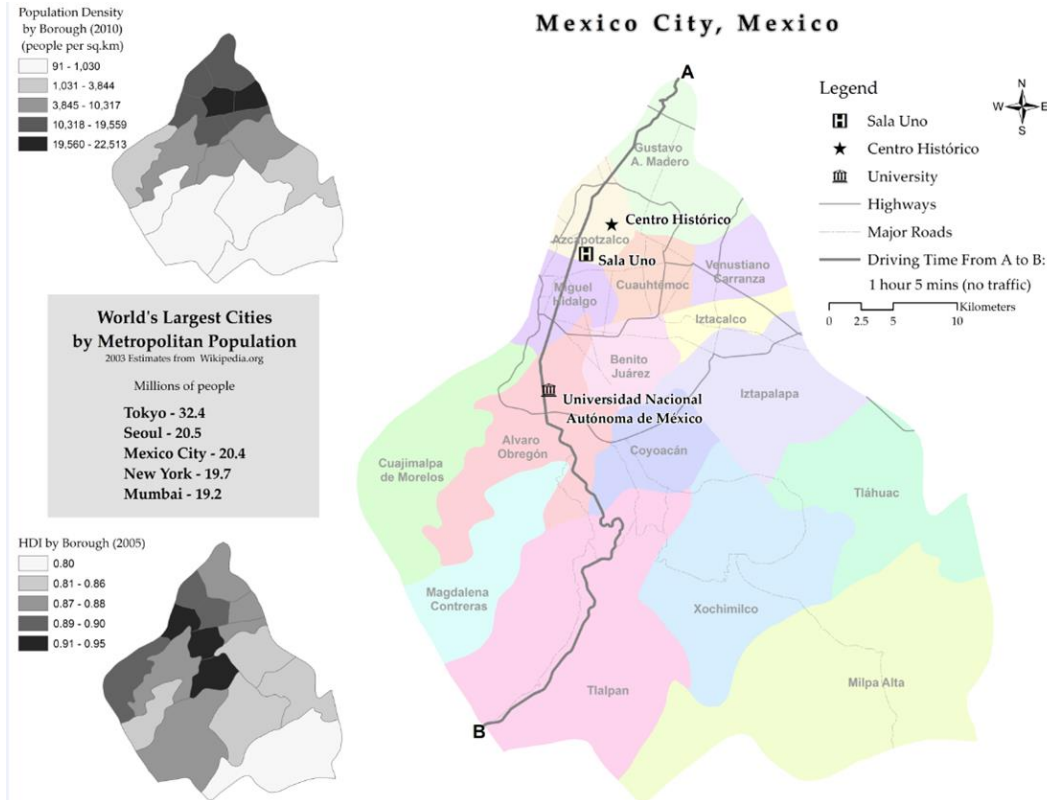 Mexico City, Mexico
Population Density
by Borough (2010)
(people per sq.km)
91 - 1,030
1,031 - 3,844
3,845 - 10,317
10,318 - 19,559
19,560 - 22,513
World's Largest Cities
by Metropolitan Population
2003 Estimates from Wikipedia.org
Millions of people
Tokyo - 32.4
Seoul - 20.5
Mexico City - 20.4
New York - 19.7
Mumbai - 19.2
HDI by Borough (2005)
0.80
0.81 - 0.86
0.87 - 0.88
0.89 - 0.90
0.91 - 0.95
A
Gustavo
A. Madero
Centro Histórico
Azcapotzalco
Sala Uno
Venustiano
Carranza
Cuauhtémoc
Miguel
Hidalgo
Iztacalco
Benito
Juárez
Iztapalapa
Universidad Nacional
Autónoma de México
Alvaro
Obregón
Coyoacán
Cuajimalpa
de Morelos
Tláhuac
Magdalena
Contreras
Xochimilco
Tlalpan
Milpa Alta
B
Legend
Sala Uno
Centro Histórico
University
Highways
Major Roads
Driving Time From A to B:
1 hour 5 mins (no traffic)
Kilometers
0 2.5 5 10
N
W E
S